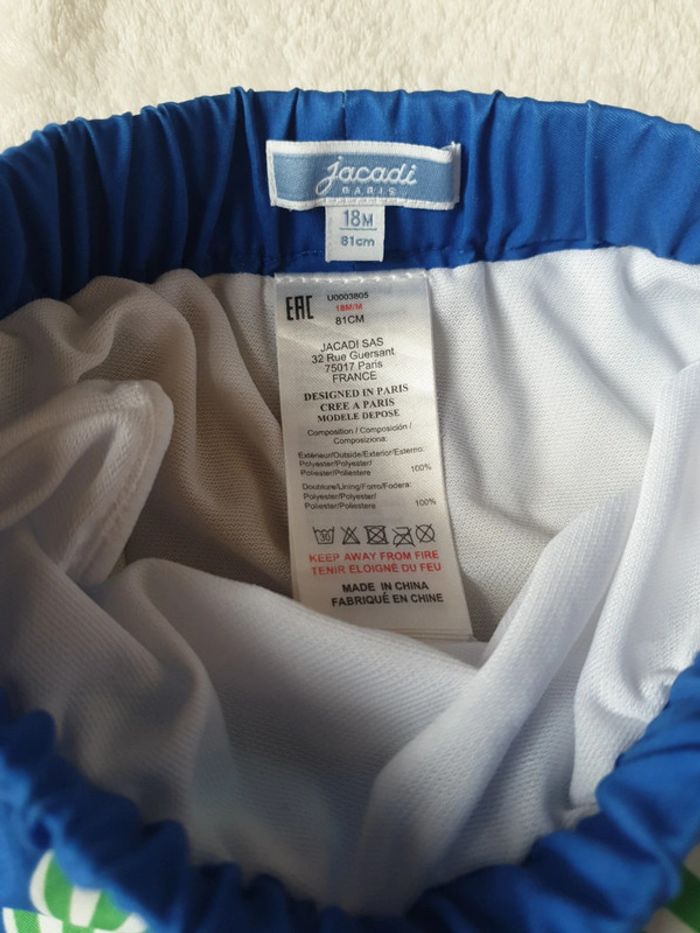 jacadi
PARIS
18M
81cm
EAC
U0003805
18M/M
81CM
JACADI SAS
32 Rue Guersant
75017 Paris
FRANCE
DESIGNED IN PARIS
CREE A PARIS
MODELE DEPOSE
Composition / Composición /
Composiziona:
Extérieur/Outside/Exterior/Esterno:
Polyester/Polyester/
Poliester/Poliestere 100%
Doublure/Lining/Forro/Fodera:
Polyester/Polyester/
Poliester/Poliestere 100%
30
KEEP AWAY FROM FIRE
TENIR ELOIGNÉ DU FEU
MADE IN CHINA
FABRIQUÉ EN CHINE